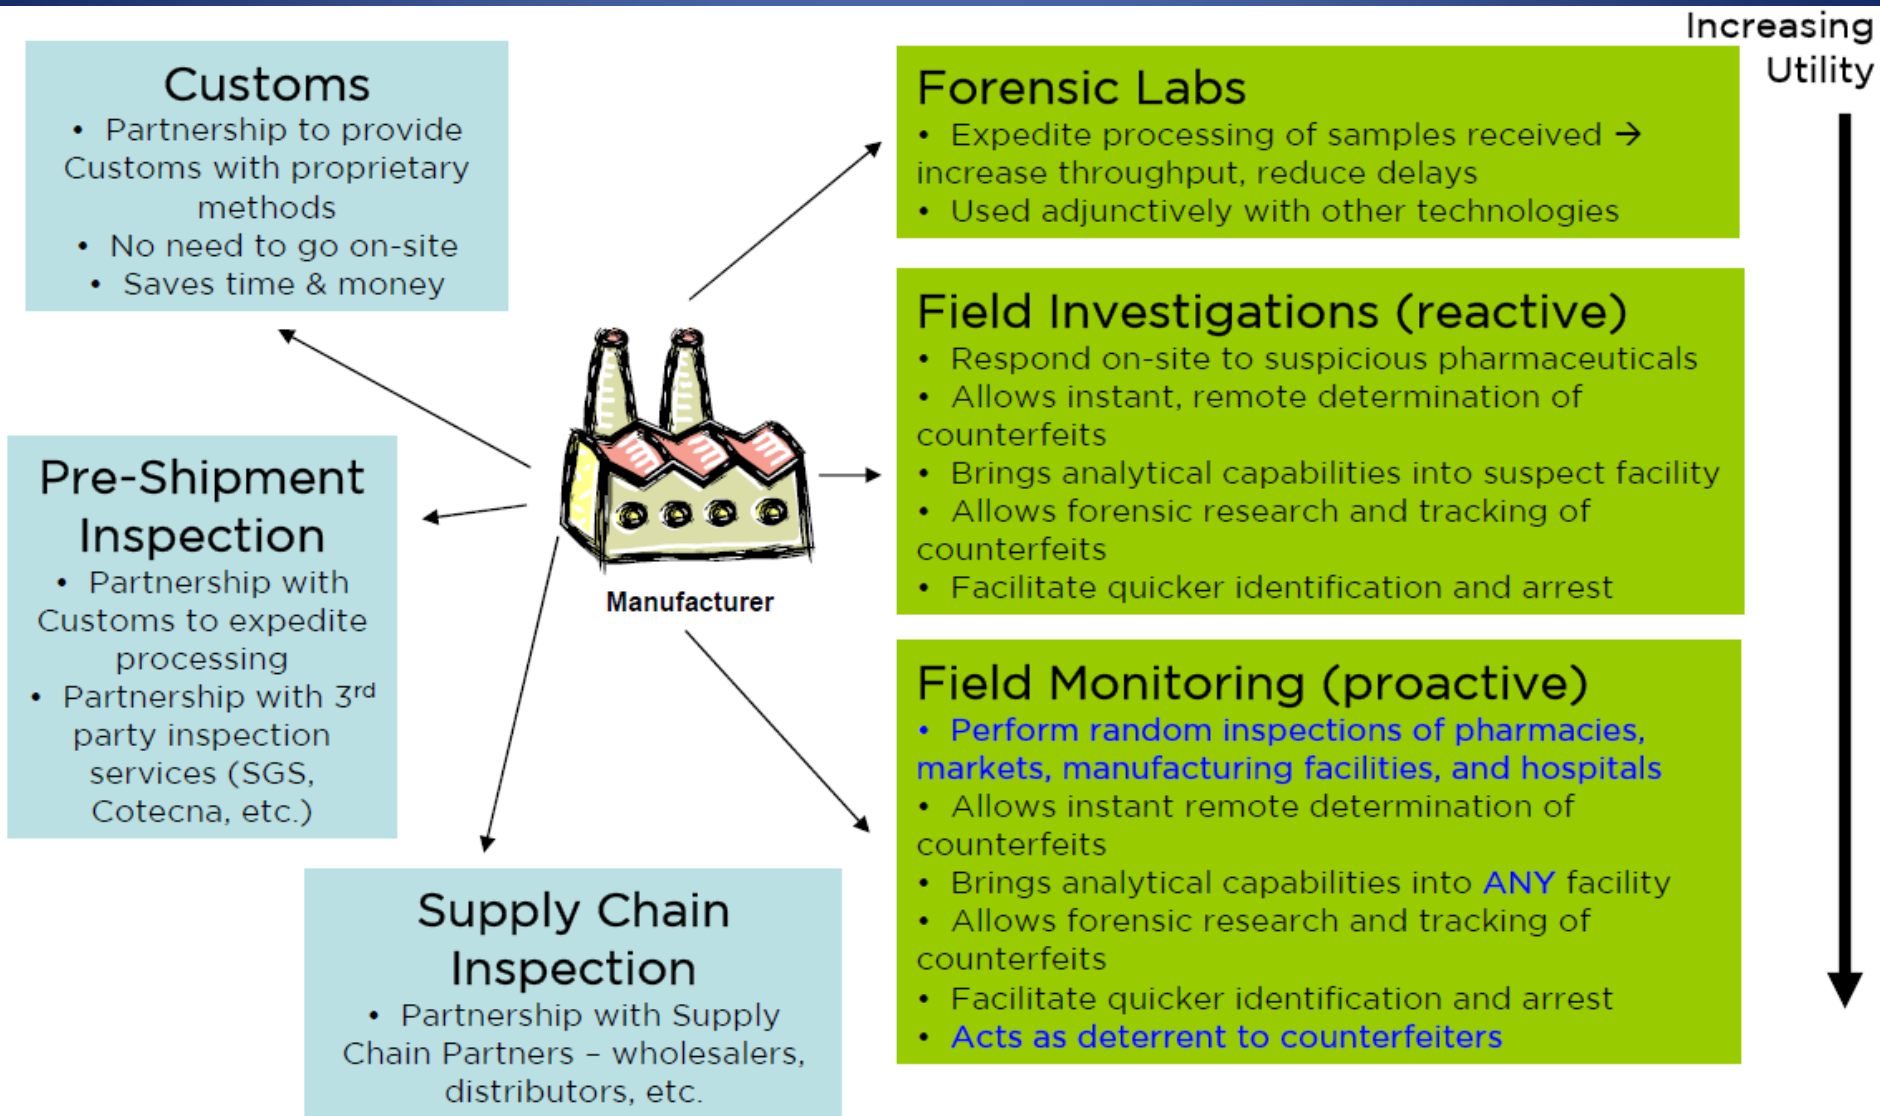 Increasing
Utility
Customs
• Partnership to provide
Customs with proprietary
methods
• No need to go on-site
• Saves time & money
Pre-Shipment
Inspection
• Partnership with
Customs to expedite
processing
• Partnership with 3rd
party inspection
services (SGS,
Cotecna, etc.)
Supply Chain
Inspection
• Partnership with Supply
Chain Partners – wholesalers,
distributors, etc.
Manufacturer
Forensic Labs
• Expedite processing of samples received →
increase throughput, reduce delays
• Used adjunctively with other technologies
Field Investigations (reactive)
• Respond on-site to suspicious pharmaceuticals
• Allows instant, remote determination of
counterfeits
• Brings analytical capabilities into suspect facility
• Allows forensic research and tracking of
counterfeits
• Facilitate quicker identification and arrest
Field Monitoring (proactive)
• Perform random inspections of pharmacies,
markets, manufacturing facilities, and hospitals
• Allows instant remote determination of
counterfeits
• Brings analytical capabilities into ANY facility
• Allows forensic research and tracking of
counterfeits
• Facilitate quicker identification and arrest
• Acts as deterrent to counterfeiters